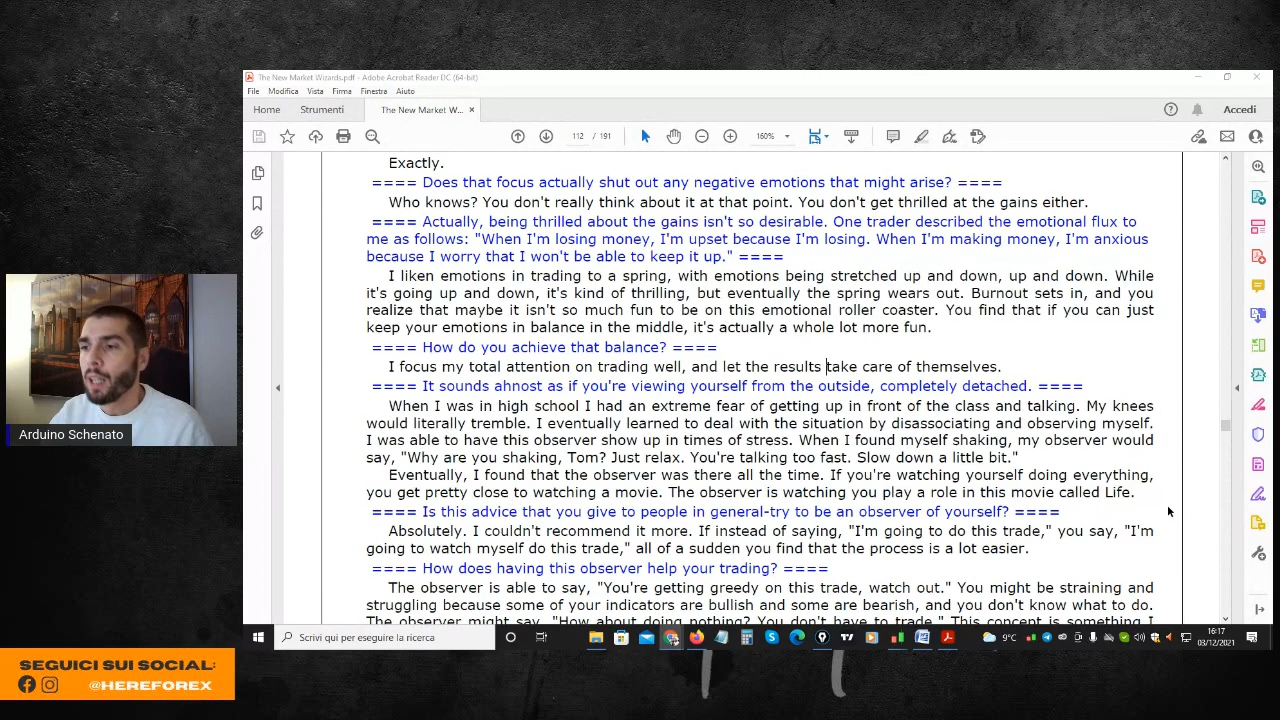 The New Market Wizards.pdf - Adobe Acrobat Reader DC (64-bit)
File Modifica Vista Firma Finestra Aiuto
Home Strumenti The New Market W... × Accedi
112 / 191 160%
Exactly.
==== Does that focus actually shut out any negative emotions that might arise? ====
Who knows? You don't really think about it at that point. You don't get thrilled at the gains either.
==== Actually, being thrilled about the gains isn't so desirable. One trader described the emotional flux to
me as follows: "When I'm losing money, I'm upset because I'm losing. When I'm making money, I'm anxious
because I worry that I won't be able to keep it up." ====
I liken emotions in trading to a spring, with emotions being stretched up and down, up and down. While
it's going up and down, it's kind of thrilling, but eventually the spring wears out. Burnout sets in, and you
realize that maybe it isn't so much fun to be on this emotional roller coaster. You find that if you can just
keep your emotions in balance in the middle, it's actually a whole lot more fun.
==== How do you achieve that balance? ====
I focus my total attention on trading well, and let the results take care of themselves.
==== It sounds ahnost as if you're viewing yourself from the outside, completely detached. ====
When I was in high school I had an extreme fear of getting up in front of the class and talking. My knees
would literally tremble. I eventually learned to deal with the situation by disassociating and observing myself.
I was able to have this observer show up in times of stress. When I found myself shaking, my observer would
say, "Why are you shaking, Tom? Just relax. You're talking too fast. Slow down a little bit."
Eventually, I found that the observer was there all the time. If you're watching yourself doing everything,
you get pretty close to watching a movie. The observer is watching you play a role in this movie called Life.
==== Is this advice that you give to people in general-try to be an observer of yourself? ====
Absolutely. I couldn't recommend it more. If instead of saying, "I'm going to do this trade," you say, "I'm
going to watch myself do this trade," all of a sudden you find that the process is a lot easier.
==== How does having this observer help your trading? ====
The observer is able to say, "You're getting greedy on this trade, watch out." You might be straining and
struggling because some of your indicators are bullish and some are bearish, and you don't know what to do.
The observer might say, "How about doing nothing? You don't have to trade." This concept is something I
Arduino Schenato
Scrivi qui per eseguire la ricerca
9°C
16:17
03/12/2021
SEGUICI SUI SOCIAL:
@HEREFOREX